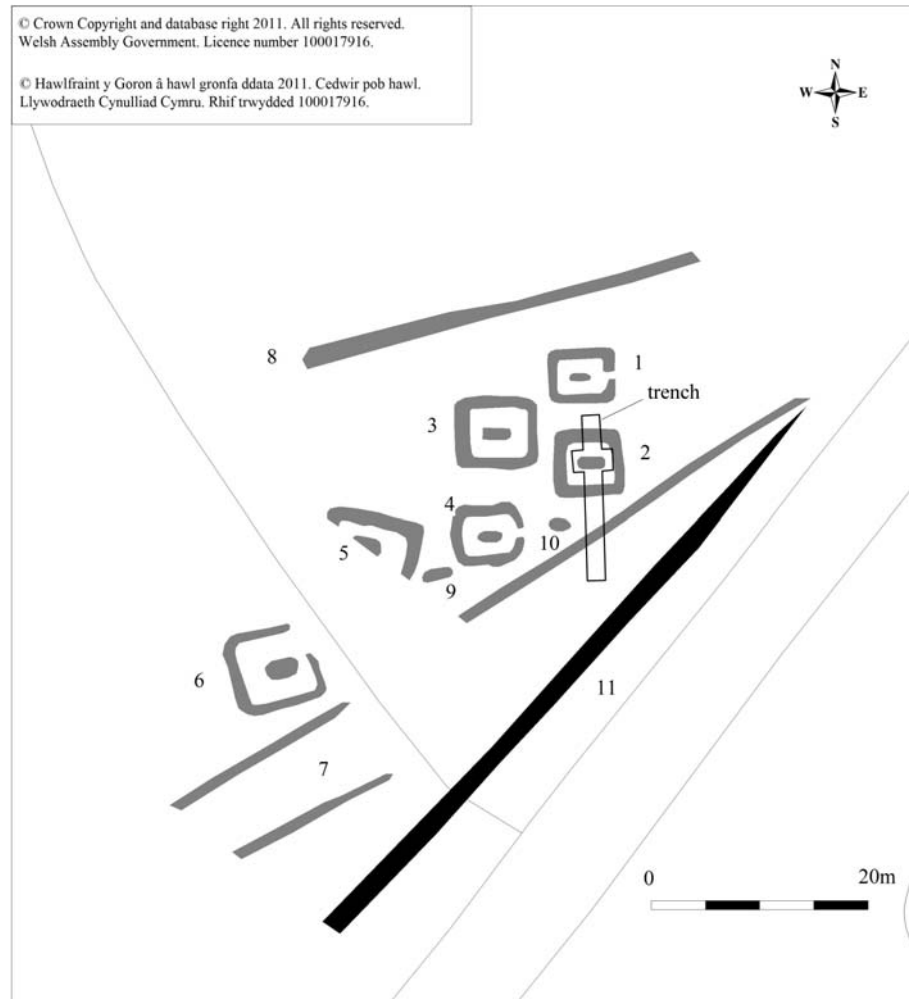 © Crown Copyright and database right 2011. All rights reserved.
Welsh Assembly Government. Licence number 100017916.
© Hawlfraint y Goron â hawl gronfa ddata 2011. Cedwir pob hawl.
Llywodraeth Cynulliad Cymru. Rhif trwydded 100017916.
N
W E
S
8
1
trench
3
2
4
10
5
9
6
11
7
0 20m